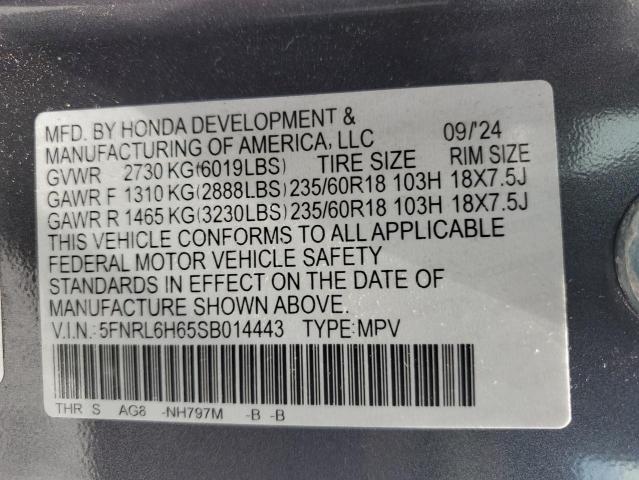 MFD. BY HONDA DEVELOPMENT &
MANUFACTURING OF AMERICA, LLC 09/'24
GVWR 2730 KG(6019LBS) TIRE SIZE RIM SIZE
GAWR F 1310 KG(2888LBS)235/60R18 103H 18X7.5J
GAWR R 1465 KG(3230LBS)235/60R18 103H 18X7.5J
THIS VEHICLE CONFORMS TO ALL APPLICABLE
FEDERAL MOTOR VEHICLE SAFETY
STANDARDS IN EFFECT ON THE DATE OF
MANUFACTURE SHOWN ABOVE.
V.I.N.:5FNRL6H65SB014443 TYPE:MPV
THR S AG8 -NH797M -B -B